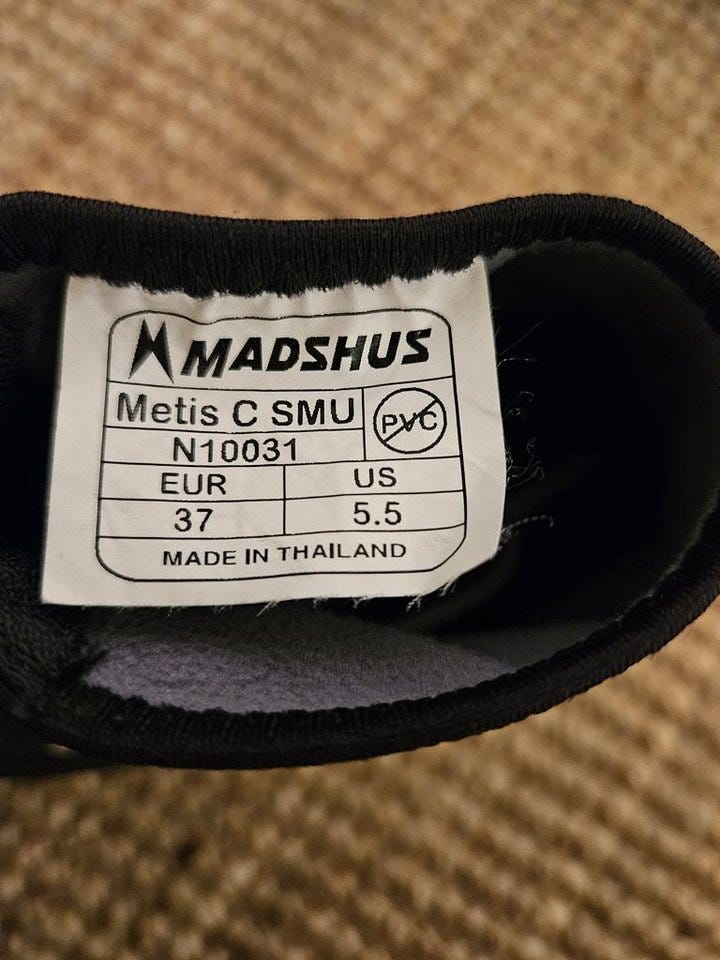 MADSHUS
Metis C SMU
PVC
N10031
EUR US
37 5.5
MADE IN THAILAND